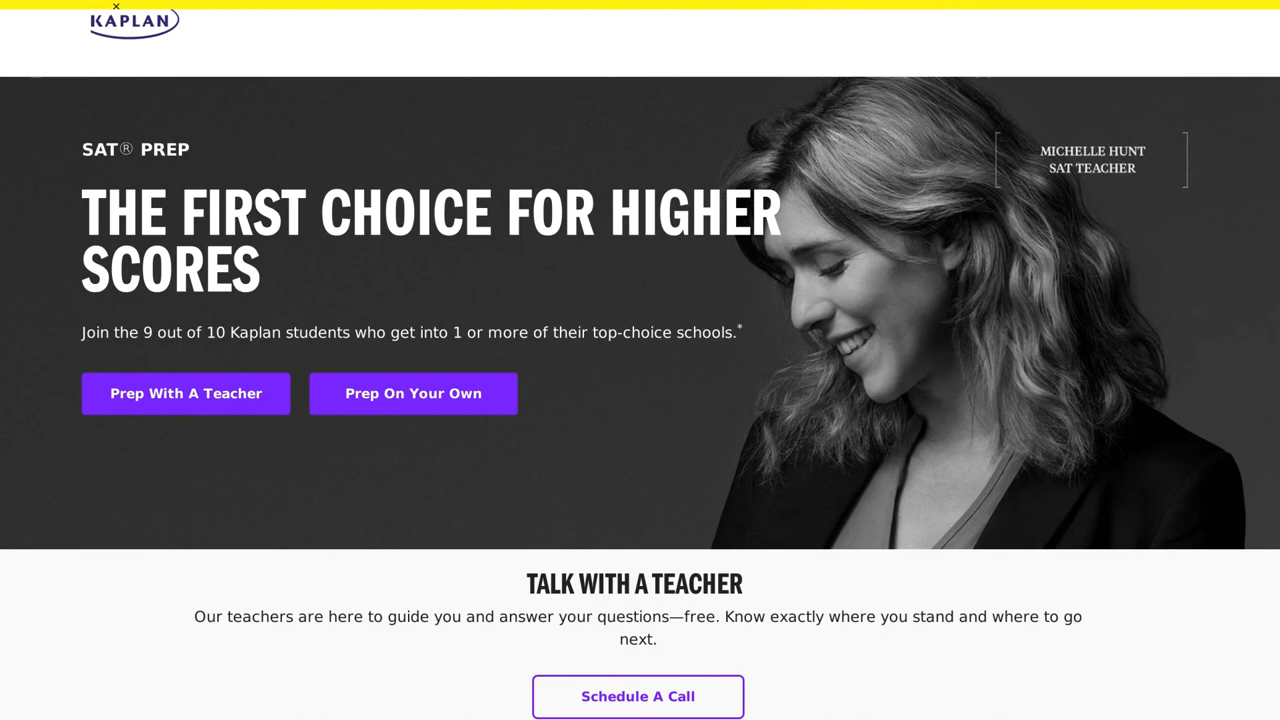 ×
KAPLAN
SAT® PREP
MICHELLE HUNT
SAT TEACHER
THE FIRST CHOICE FOR HIGHER
SCORES
Join the 9 out of 10 Kaplan students who get into 1 or more of their top-choice schools.*
Prep With A Teacher
Prep On Your Own
TALK WITH A TEACHER
Our teachers are here to guide you and answer your questions—free. Know exactly where you stand and where to go
next.
Schedule A Call